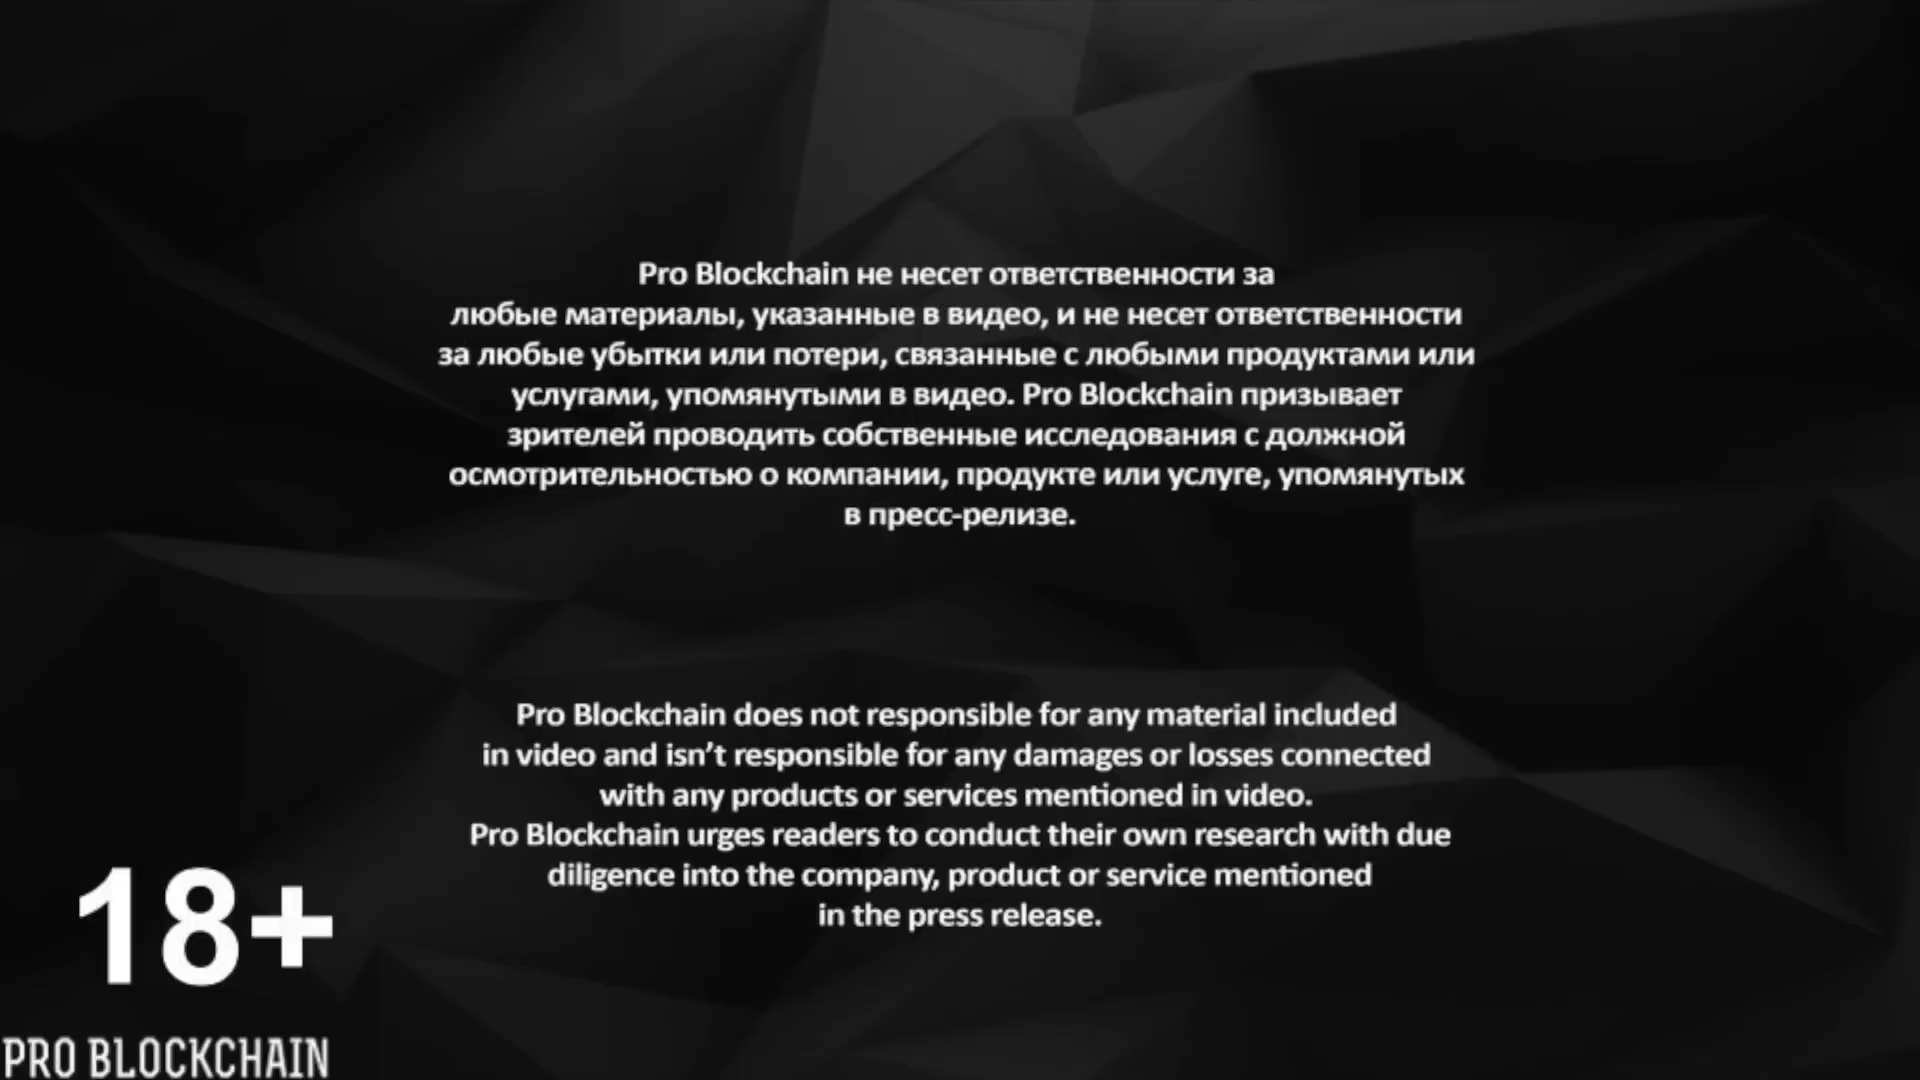 Pro Blockchain не несет ответственности за
любые материалы, указанные в видео, и не несет ответственности
за любые убытки или потери, связанные с любыми продуктами или
услугами, упомянутыми в видео. Pro Blockchain призывает
зрителей проводить собственные исследования с должной
осмотрительностью о компании, продукте или услуге, упомянутых
в пресс-релизе.
Pro Blockchain does not responsible for any material included
in video and isn’t responsible for any damages or losses connected
with any products or services mentioned in video.
Pro Blockchain urges readers to conduct their own research with due
diligence into the company, product or service mentioned
in the press release.
18+
PRO BLOCKCHAIN